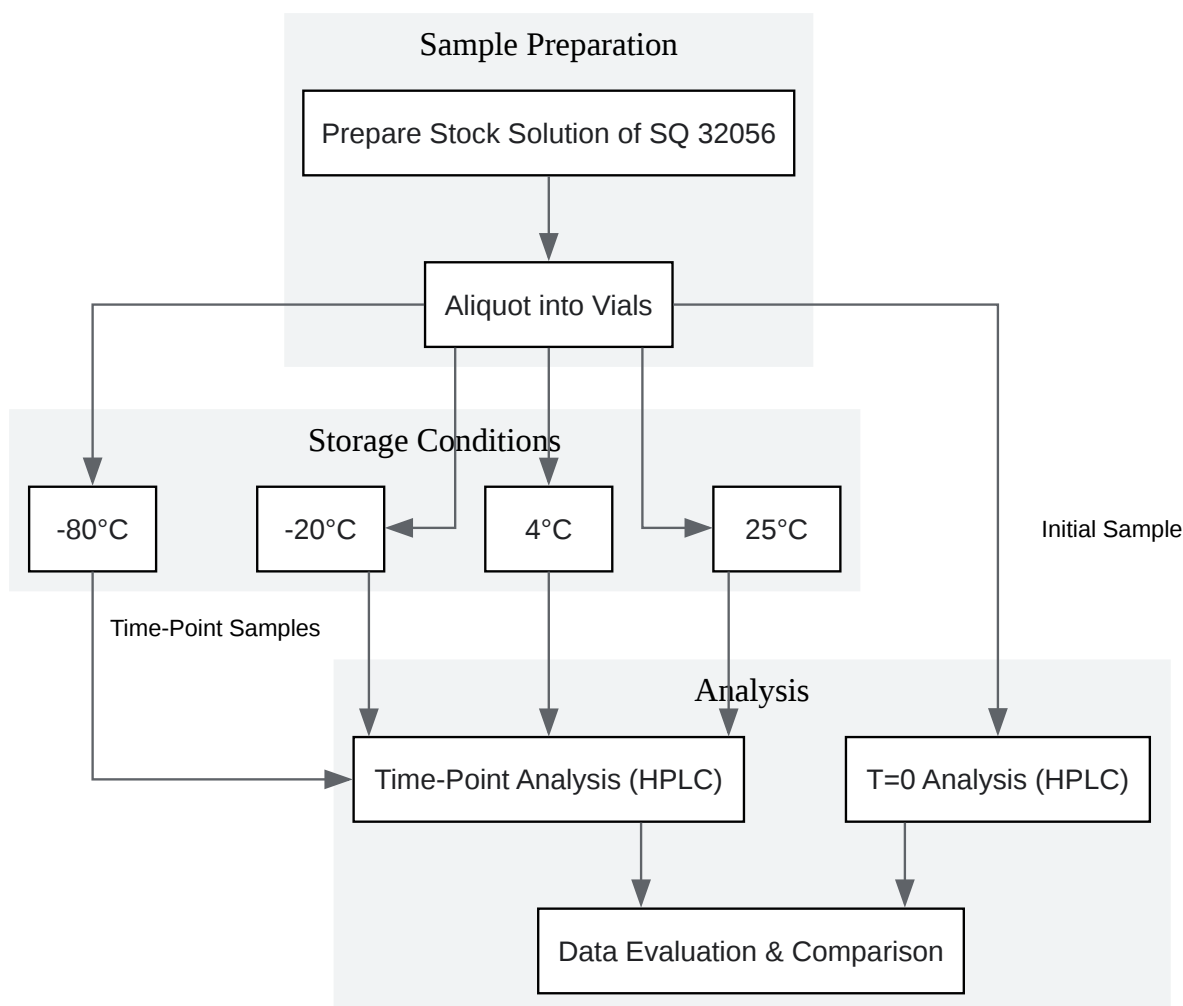 Sample Preparation
Prepare Stock Solution of SQ 32056
Aliquot into Vials
Storage Conditions
-80°C
-20°C
4°C
25°C
Initial Sample
Time-Point Samples
Analysis
Time-Point Analysis (HPLC)
T=0 Analysis (HPLC)
Data Evaluation & Comparison